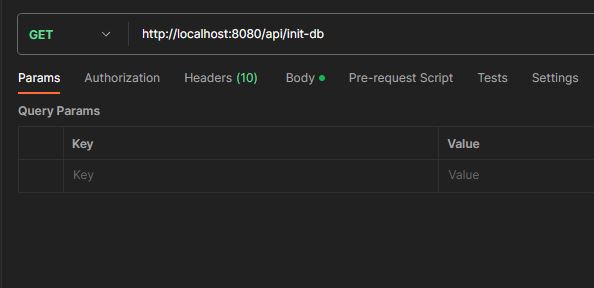 GET http://localhost:8080/api/init-db
Params Authorization Headers (10) Body Pre-request Script Tests Settings
Query Params
Key Value
Key Value